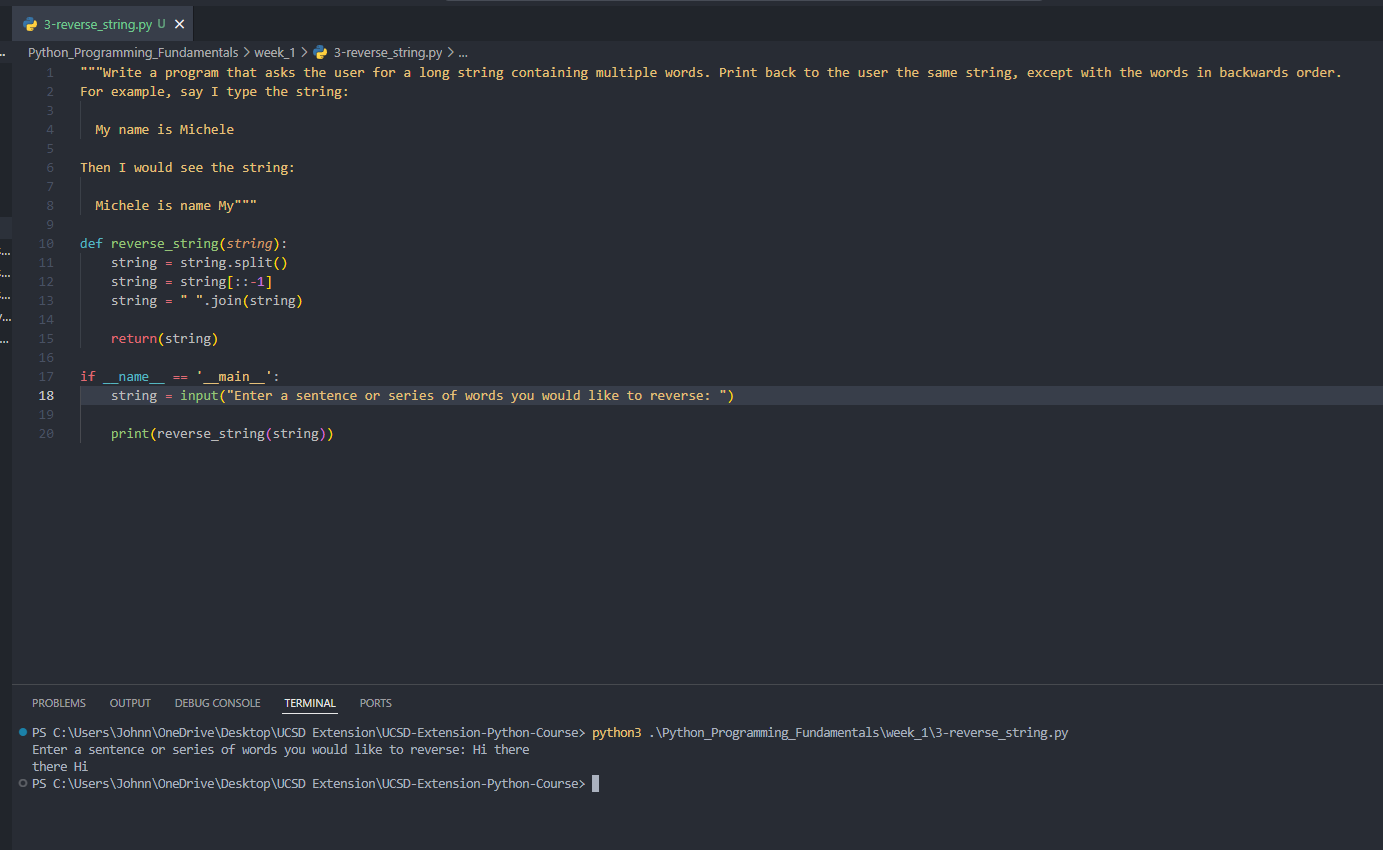 3-reverse_string.py U
Python_Programming_Fundamentals > week_1 > 3-reverse_string.py > ...
1 """Write a program that asks the user for a long string containing multiple words. Print back to the user the same string, except with the words in backwards order.
2 For example, say I type the string:
3
4 My name is Michele
5
6 Then I would see the string:
7
8 Michele is name My"""
9
10 def reverse_string(string):
11 string = string.split()
12 string = string[::-1]
13 string = " ".join(string)
14
15 return(string)
16
17 if __name__ == '__main__':
18 string = input("Enter a sentence or series of words you would like to reverse: ")
19
20 print(reverse_string(string))
PROBLEMS OUTPUT DEBUG CONSOLE TERMINAL PORTS
PS C:\Users\Johnn\OneDrive\Desktop\UCSD Extension\UCSD-Extension-Python-Course> python3 .\Python_Programming_Fundamentals\week_1\3-reverse_string.py
Enter a sentence or series of words you would like to reverse: Hi there
there Hi
PS C:\Users\Johnn\OneDrive\Desktop\UCSD Extension\UCSD-Extension-Python-Course>